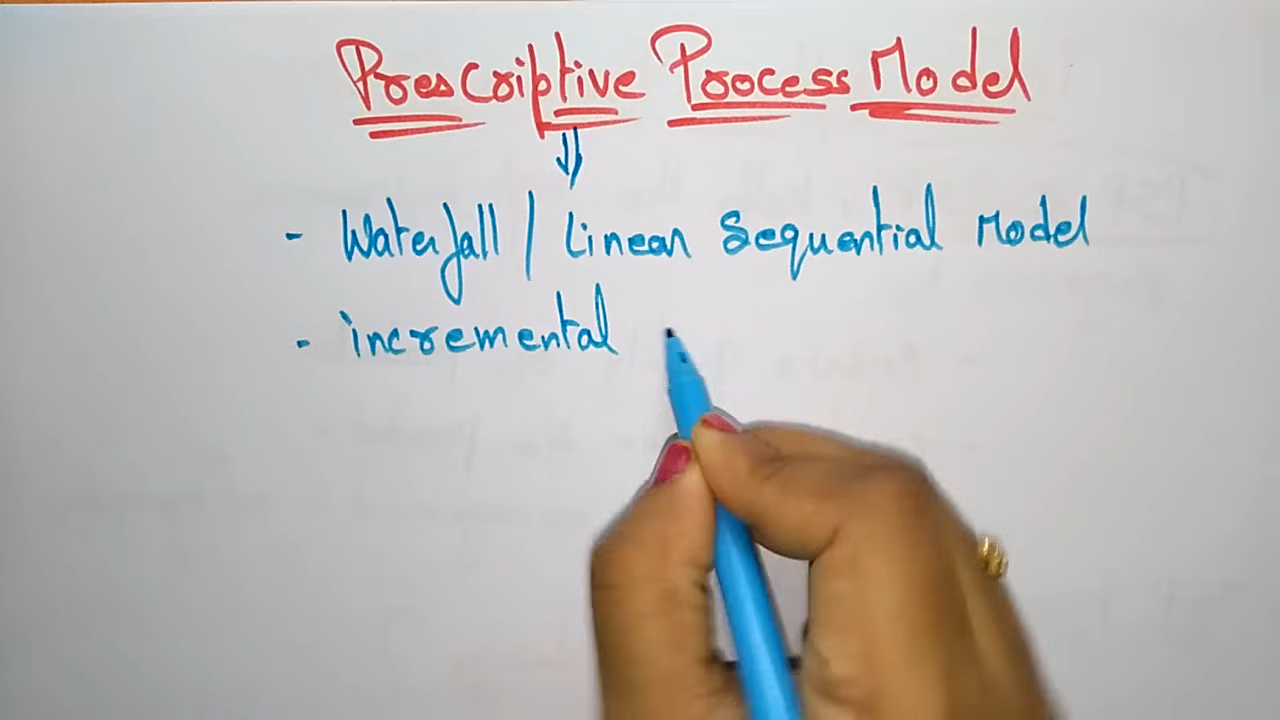 Prescriptive Process Model
- Waterfall / Linear Sequential Model
- incremental